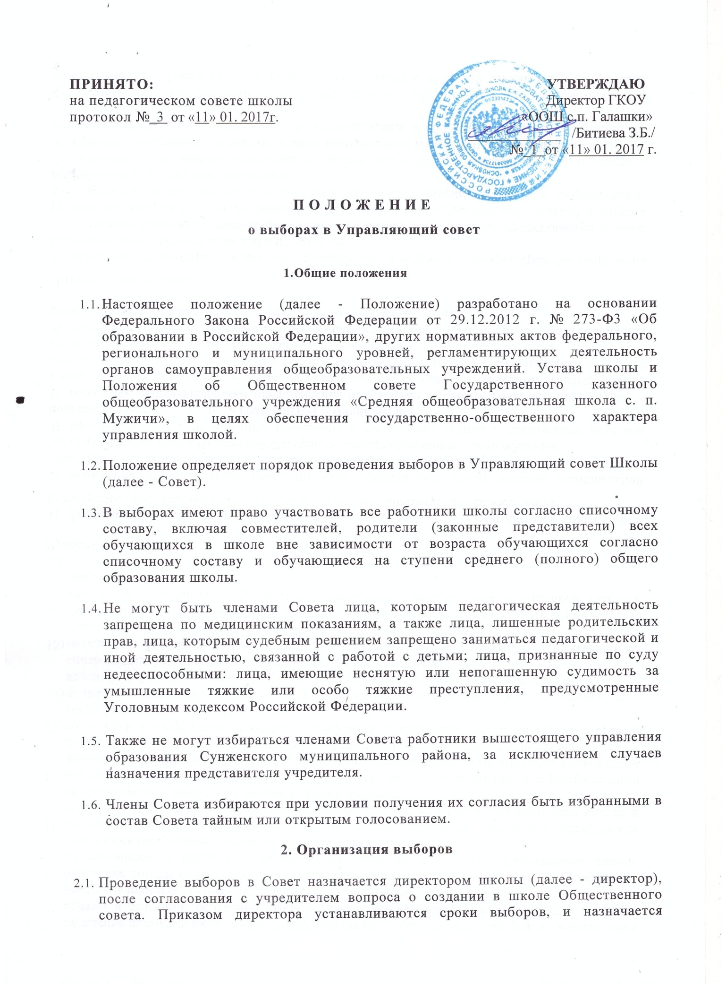 ПРИНЯТО:
на педагогическом совете школы
протокол №_3_ от «11» 01. 2017г.
УТВЕРЖДАЮ
Директор ГКОУ
«ООШ с.п. Галашки»
/Битиева З.Б./
№_1_ от «11» 01. 2017 г.
П О Л О Ж Е Н И Е
о выборах в Управляющий совет
1.Общие положения
1.1. Настоящее положение (далее - Положение) разработано на основании
Федерального Закона Российской Федерации от 29.12.2012 г. № 273-ФЗ «Об
образовании в Российской Федерации», других нормативных актов федерального,
регионального и муниципального уровней, регламентирующих деятельность
органов самоуправления общеобразовательных учреждений. Устава школы и
Положения об Общественном совете Государственного казенного
общеобразовательного учреждения «Средняя общеобразовательная школа с. п.
Мужичи», в целях обеспечения государственно-общественного характера
управления школой.
1.2. Положение определяет порядок проведения выборов в Управляющий совет Школы
(далее - Совет).
1.3. В выборах имеют право участвовать все работники школы согласно списочному
составу, включая совместителей, родители (законные представители) всех
обучающихся в школе вне зависимости от возраста обучающихся согласно
списочному составу и обучающиеся на ступени среднего (полного) общего
образования школы.
1.4. Не могут быть членами Совета лица, которым педагогическая деятельность
запрещена по медицинским показаниям, а также лица, лишенные родительских
прав, лица, которым судебным решением запрещено заниматься педагогической и
иной деятельностью, связанной с работой с детьми; лица, признанные по суду
недееспособными: лица, имеющие неснятую или непогашенную судимость за
умышленные тяжкие или особо тяжкие преступления, предусмотренные
Уголовным кодексом Российской Федерации.
1.5. Также не могут избираться членами Совета работники вышестоящего управления
образования Сунженского муниципального района, за исключением случаев
назначения представителя учредителя.
1.6. Члены Совета избираются при условии получения их согласия быть избранными в
состав Совета тайным или открытым голосованием.
2. Организация выборов
2.1. Проведение выборов в Совет назначается директором школы (далее - директор),
после согласования с учредителем вопроса о создании в школе Общественного
совета. Приказом директора устанавливаются сроки выборов, и назначается